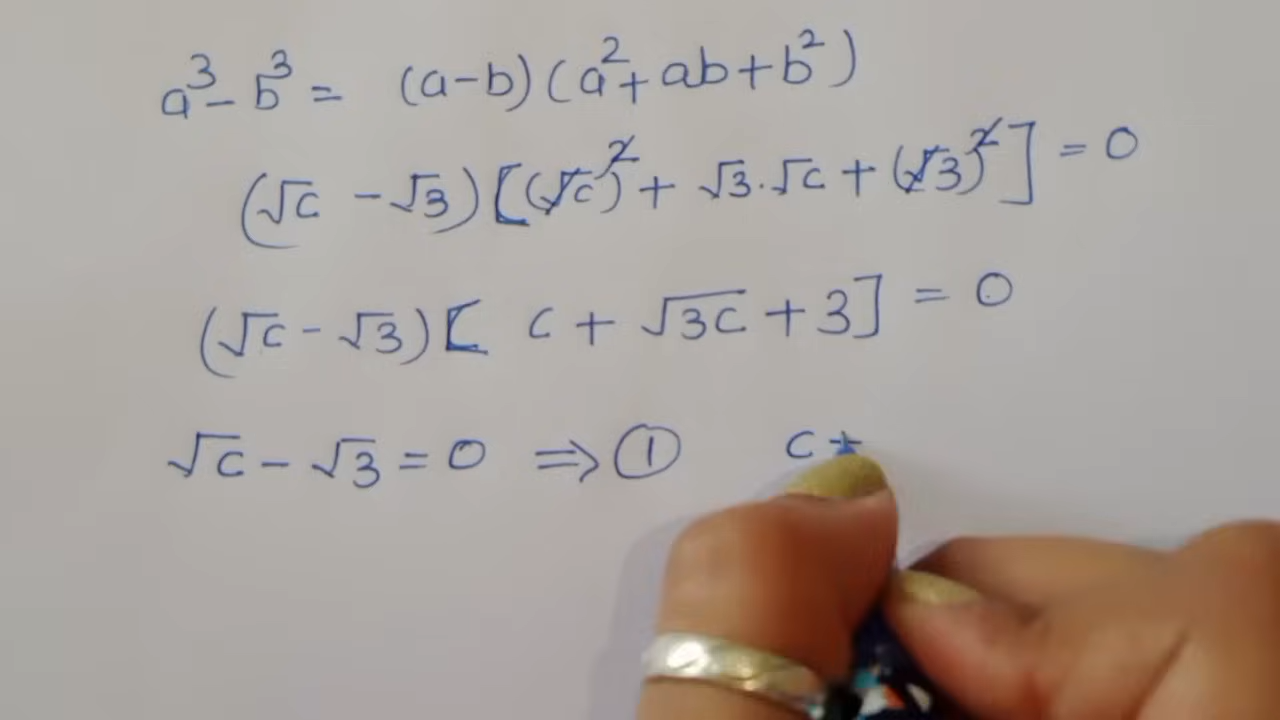 a³ - b³ = (a-b)(a² + ab + b²)
(√c - √3)[(√c)² + √3.√c + (√3)²] = 0
(√c - √3)[c + √3c + 3] = 0
√c - √3 = 0 ⇒ ① c +